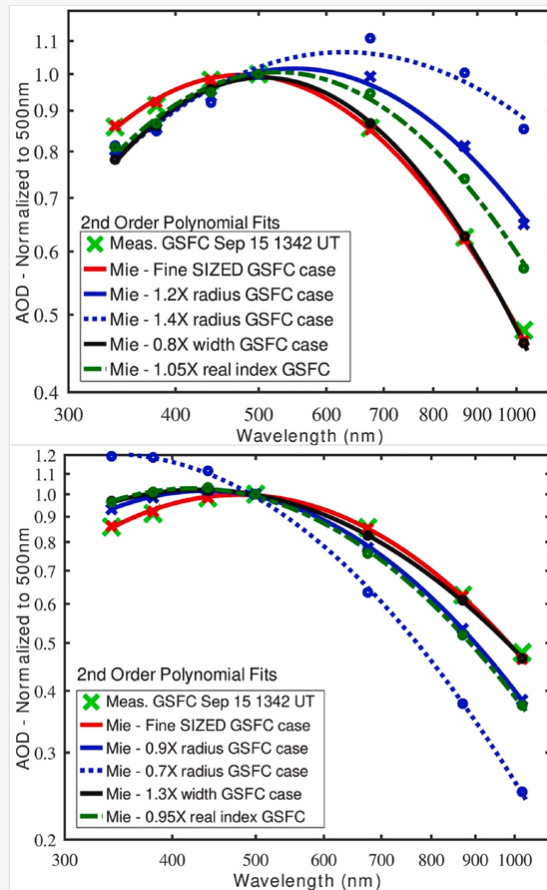 1.1
1.0
0.9
0.8
0.6
0.5
0.4
AOD - Normalized to 500nm
2nd Order Polynomial Fits
Meas. GSFC Sep 15 1342 UT
Mie - Fine SIZED GSFC case
Mie - 1.2X radius GSFC case
Mie - 1.4X radius GSFC case
Mie - 0.8X width GSFC case
Mie - 1.05X real index GSFC
300 400 500 600 700 800 900 1000
Wavelength (nm)
1.2
1.1
1.0
0.9
0.8
0.7
0.6
0.5
0.4
0.3
0.2
AOD - Normalized to 500nm
2nd Order Polynomial Fits
Meas. GSFC Sep 15 1342 UT
Mie - Fine SIZED GSFC case
Mie - 0.9X radius GSFC case
Mie - 0.7X radius GSFC case
Mie - 1.3X width GSFC case
Mie - 0.95X real index GSFC
300 400 500 600 700 800 900 1000
Wavelength (nm)